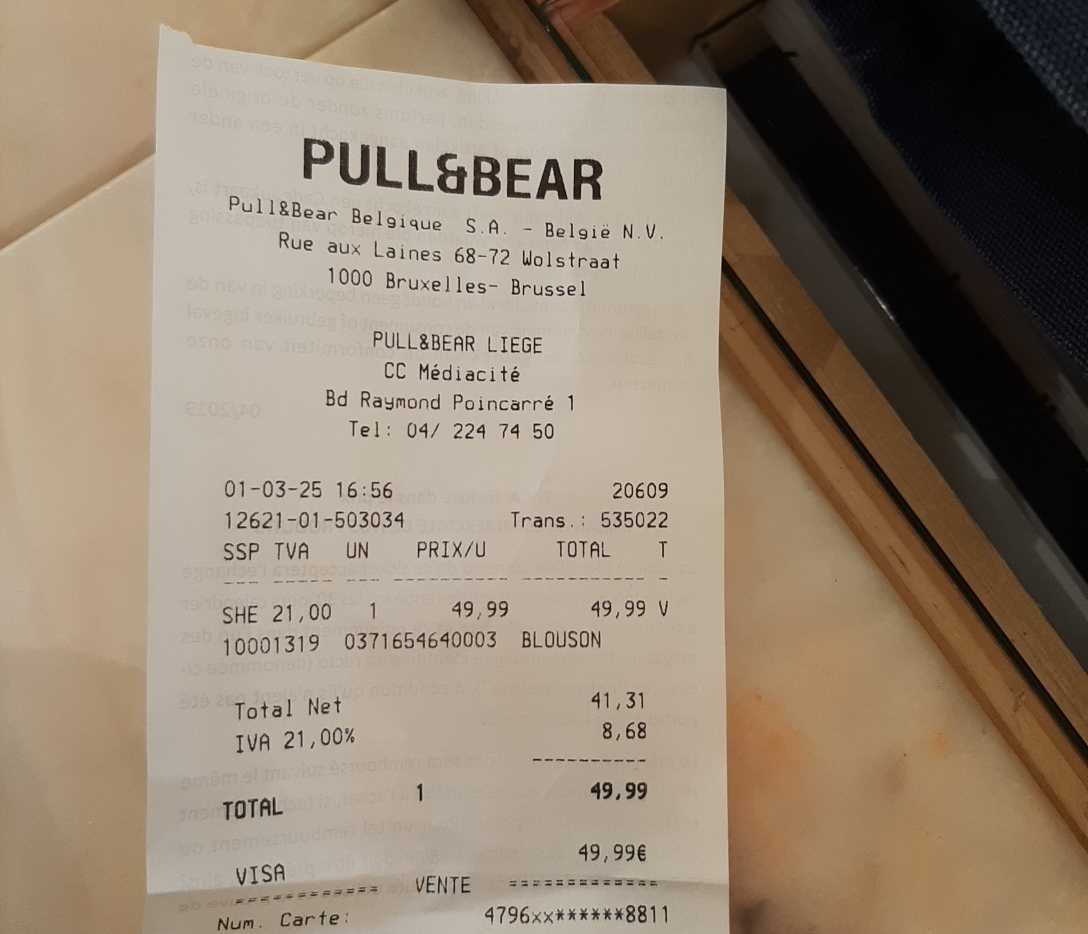 PULL&BEAR
Pull&Bear Belgique S.A. - België N.V.
Rue aux Laines 68-72 Wolstraat
1000 Bruxelles- Brussel
PULL&BEAR LIEGE
CC Médiacité
Bd Raymond Poincarré 1
Tel: 04/ 224 74 50
01-03-25 16:56 20609
12621-01-503034 Trans.: 535022
SSP TVA UN PRIX/U TOTAL T
--- ----- --- ---------- ---------- -
SHE 21,00 1 49,99 49,99 V
10001319 0371654640003 BLOUSON
Total Net 41,31
IVA 21,00% 8,68
----------
TOTAL 1 49,99
VISA 49,99€
============ VENTE ============
Num. Carte: 4796xx******8811